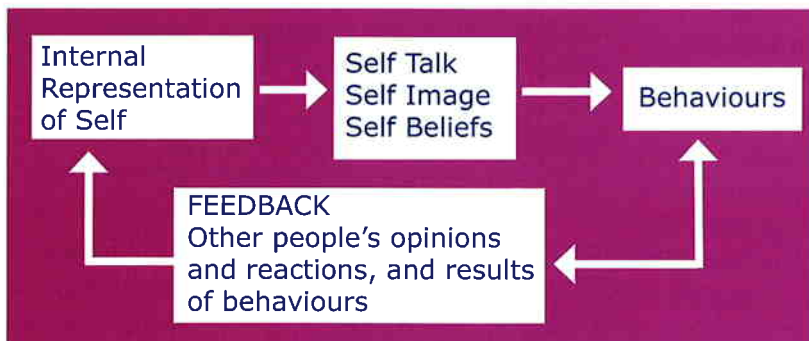 Internal
Representation
of Self
Self Talk
Self Image
Self Beliefs
Behaviours
FEEDBACK
Other people's opinions
and reactions, and results
of behaviours